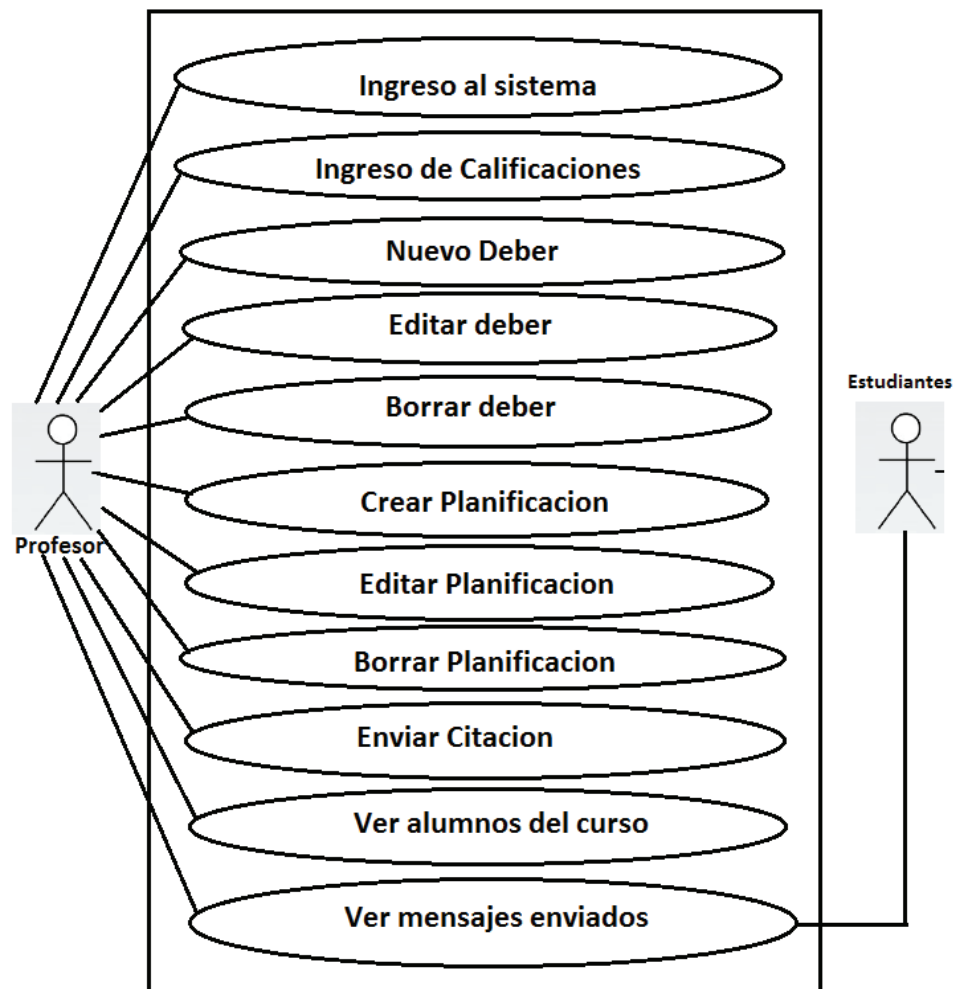 Ingreso al sistema
Ingreso de Calificaciones
Nuevo Deber
Editar deber
Estudiantes
Borrar deber
Crear Planificacion
Profesor
Editar Planificacion
Borrar Planificacion
Enviar Citacion
Ver alumnos del curso
Ver mensajes enviados